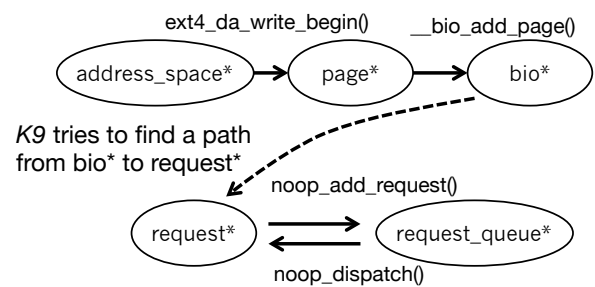 ext4_da_write_begin()
__bio_add_page()
address_space*
page*
bio*
K9 tries to find a path
from bio* to request*
noop_add_request()
request*
request_queue*
noop_dispatch()